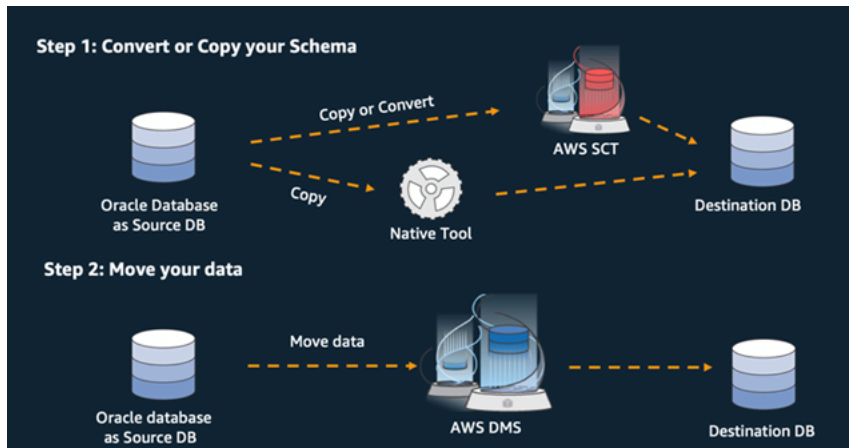 Step 1: Convert or Copy your Schema
Copy or Convert
AWS SCT
Oracle Database
as Source DB
Copy
Native Tool
Destination DB
Step 2: Move your data
Move data
Oracle database
as Source DB
AWS DMS
Destination DB